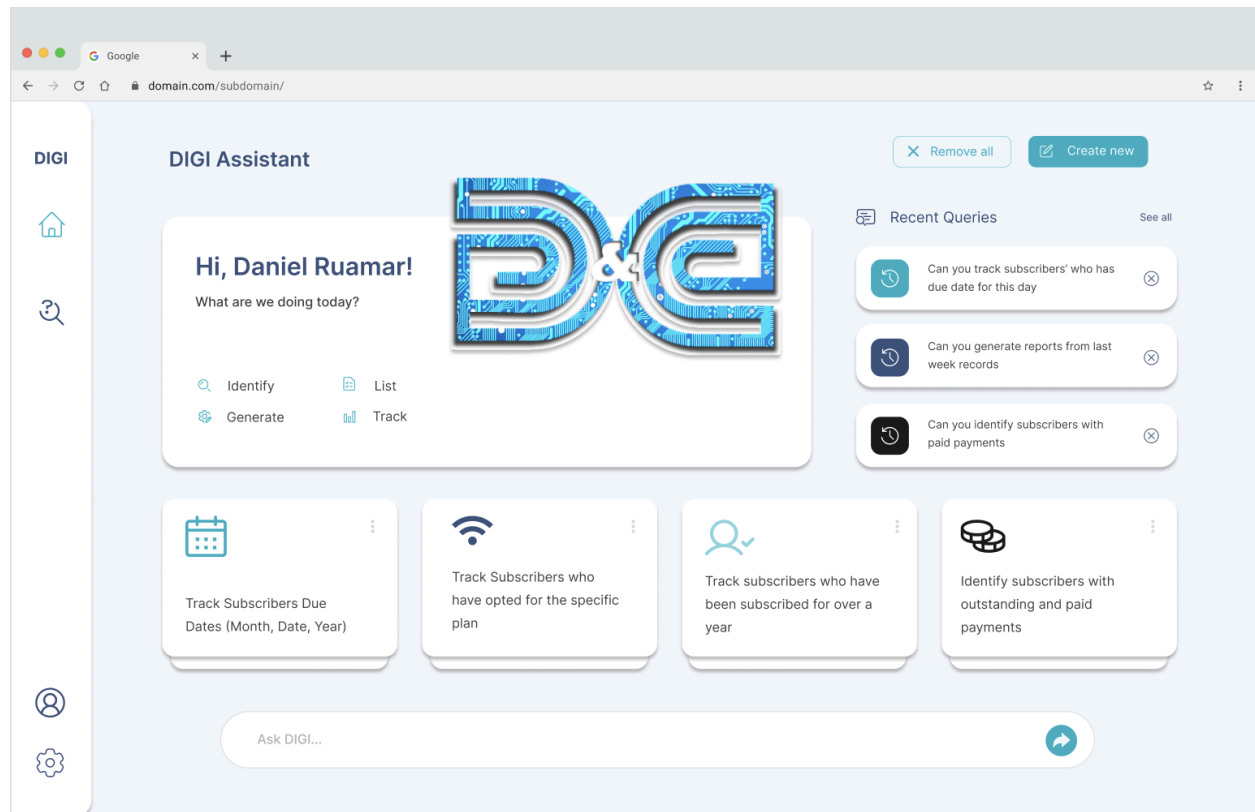 Google
domain.com/subdomain/
DIGI
DIGI Assistant
Remove all
Create new
Hi, Daniel Ruamar!
What are we doing today?
Identify
List
Generate
Track
D&C
Recent Queries
See all
Can you track subscribers’ who has
due date for this day
Can you generate reports from last
week records
Can you identify subscribers with
paid payments
Track Subscribers Due
Dates (Month, Date, Year)
Track Subscribers who
have opted for the specific
plan
Track subscribers who have
been subscribed for over a
year
Identify subscribers with
outstanding and paid
payments
Ask DIGI...